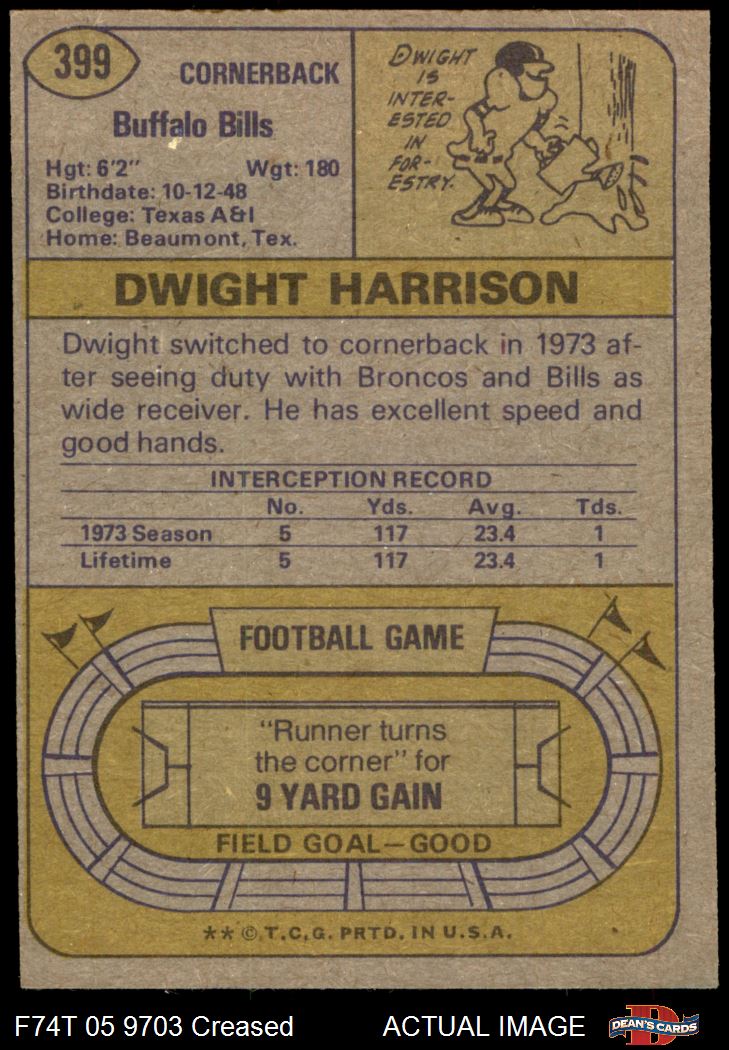 399
CORNERBACK
Buffalo Bills
Hgt: 6'2" Wgt: 180
Birthdate: 10-12-48
College: Texas A&I
Home: Beaumont, Tex.
DWIGHT
IS
INTER-
ESTED
IN
FOR-
ESTRY.
DWIGHT HARRISON
Dwight switched to cornerback in 1973 af-
ter seeing duty with Broncos and Bills as
wide receiver. He has excellent speed and
good hands.
INTERCEPTION RECORD
No. Yds. Avg. Tds.
1973 Season 5 117 23.4 1
Lifetime 5 117 23.4 1
FOOTBALL GAME
"Runner turns
the corner" for
9 YARD GAIN
FIELD GOAL—GOOD
** © T.C.G. PRTD. IN U.S.A.
F74T 05 9703 Creased ACTUAL IMAGE
D
DEAN'S CARDS